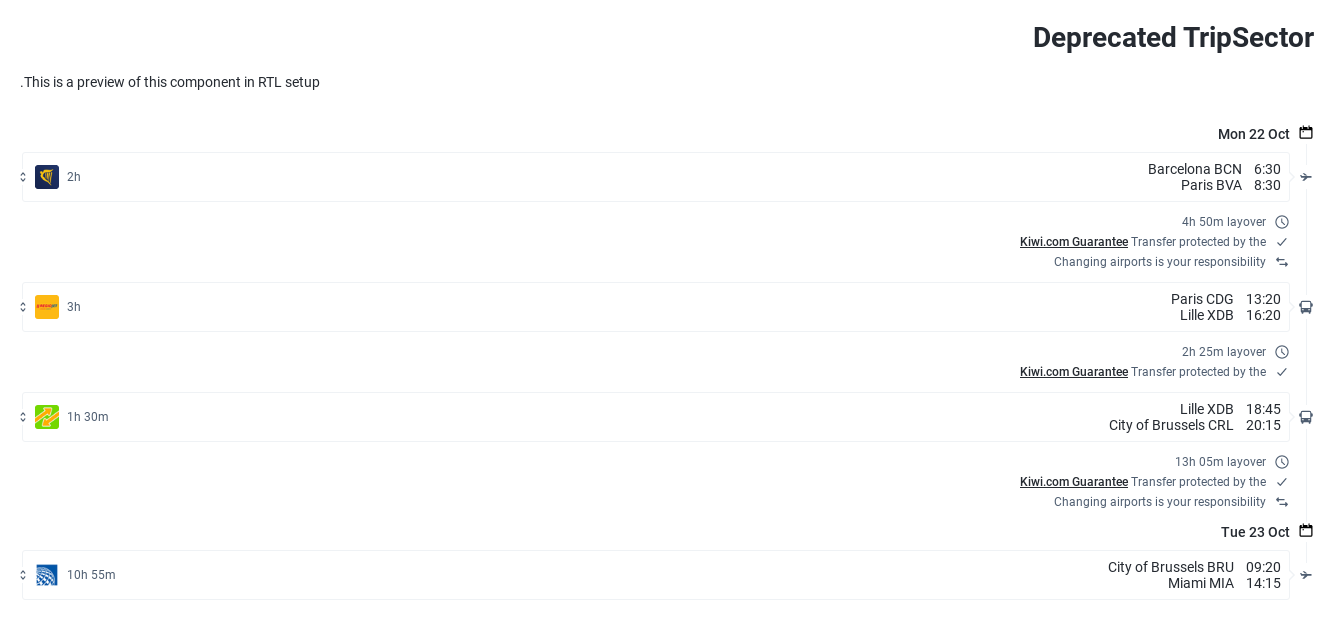 Deprecated TripSector
.This is a preview of this component in RTL setup
Mon 22 Oct
Barcelona BCN 6:30
Paris BVA 8:30
2h
4h 50m layover
Kiwi.com Guarantee Transfer protected by the
Changing airports is your responsibility
Paris CDG 13:20
Lille XDB 16:20
3h
2h 25m layover
Kiwi.com Guarantee Transfer protected by the
Lille XDB 18:45
City of Brussels CRL 20:15
1h 30m
13h 05m layover
Kiwi.com Guarantee Transfer protected by the
Changing airports is your responsibility
Tue 23 Oct
City of Brussels BRU 09:20
Miami MIA 14:15
10h 55m